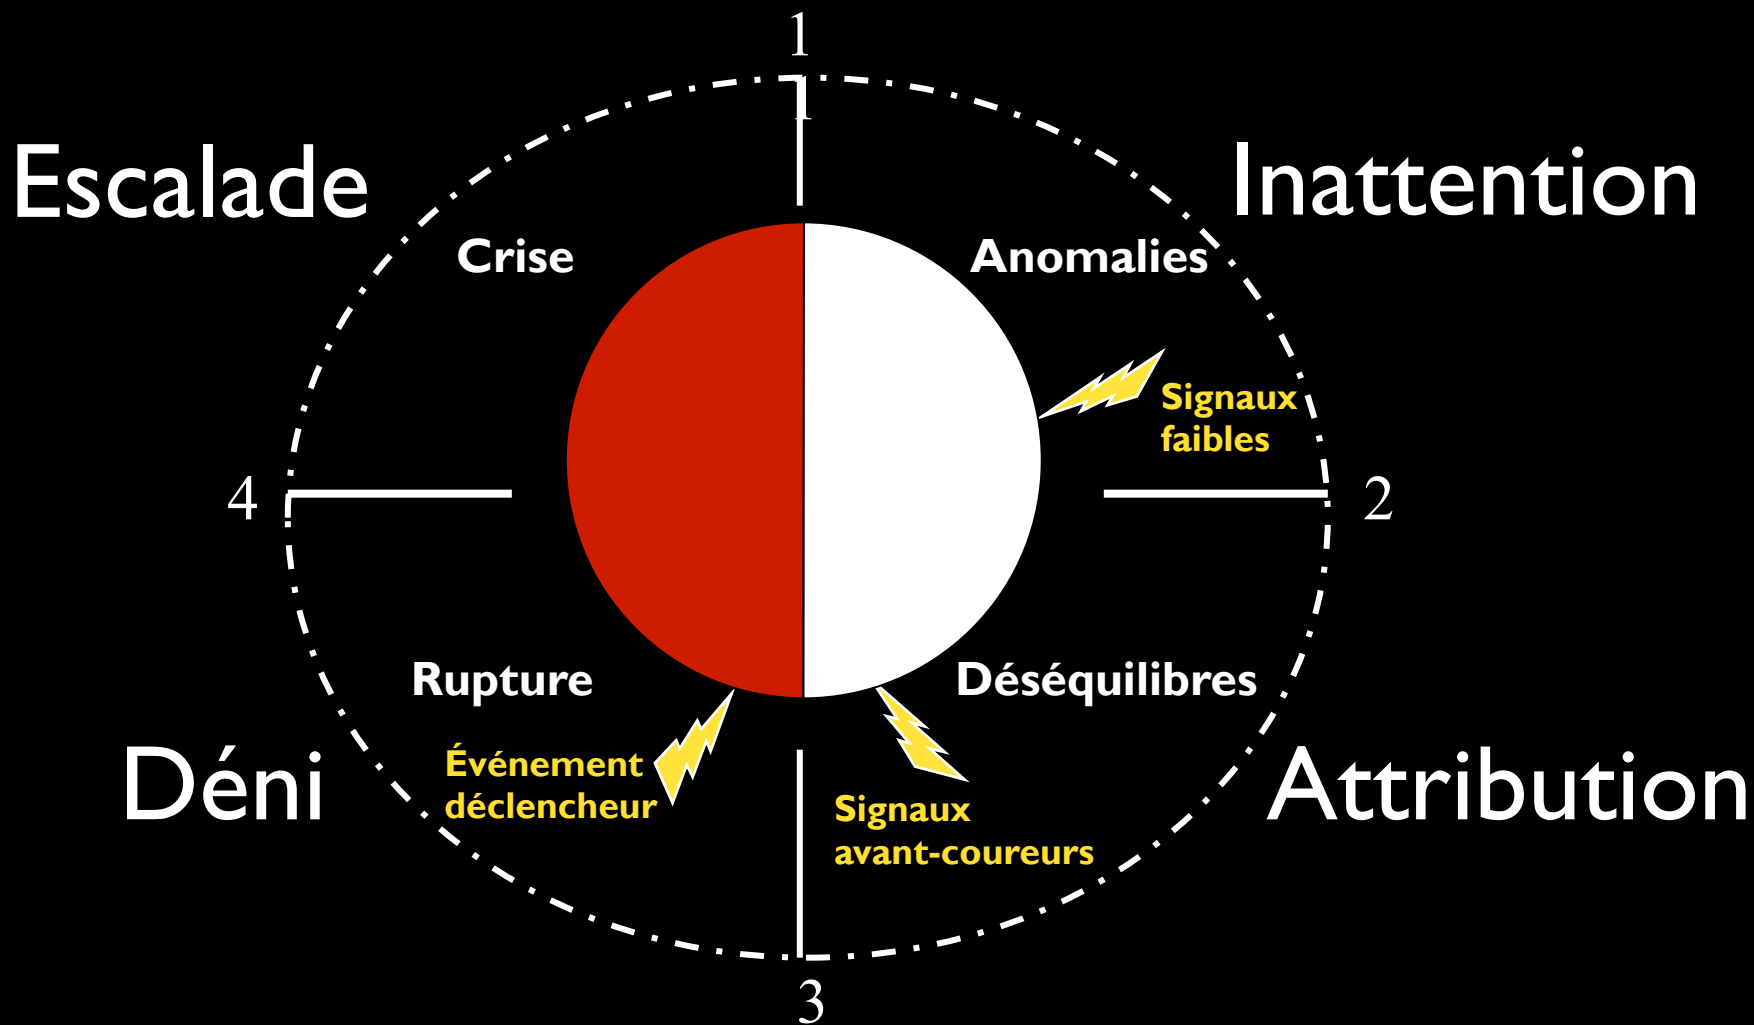 1
1
Escalade
Inattention
Crise
Anomalies
Signaux
faibles
4
2
Rupture
Déséquilibres
Déni
Événement
déclencheur
Signaux
avant-coureurs
Attribution
3